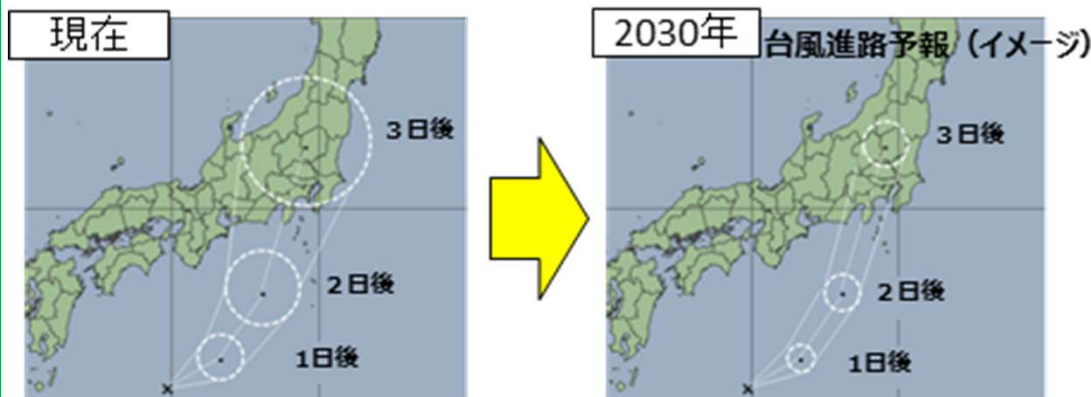 現在
2030年
台風進路予報（イメージ）
３日後
２日後
１日後
３日後
２日後
１日後